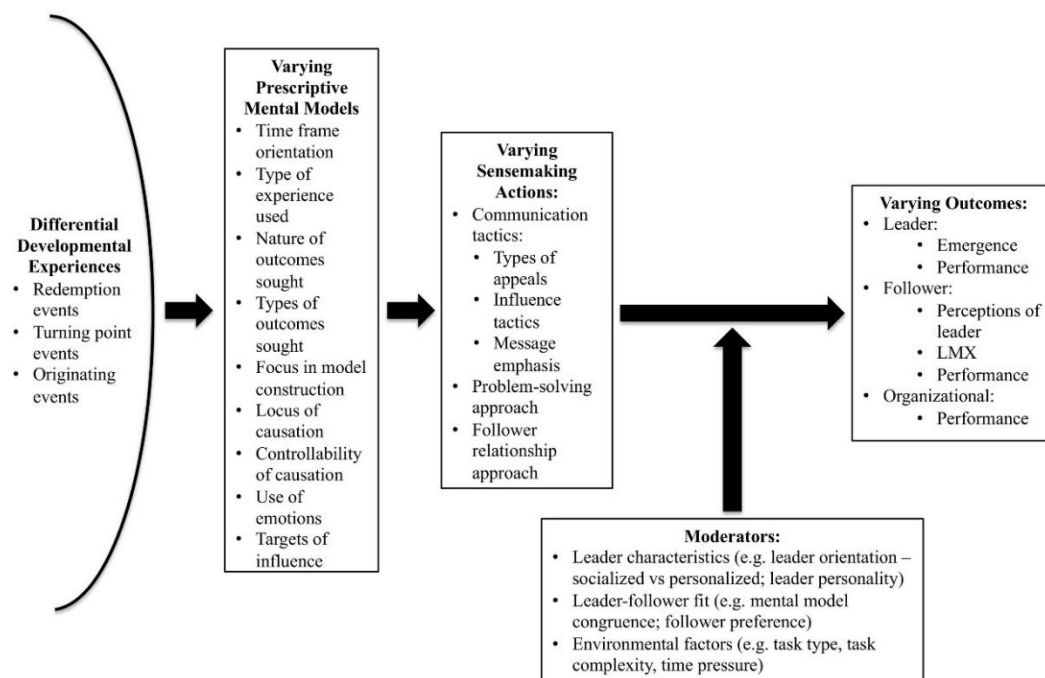 Differential
Developmental
Experiences
• Redemption
events
• Turning point
events
• Originating
events
Varying
Prescriptive
Mental Models
• Time frame
orientation
• Type of
experience
used
• Nature of
outcomes
sought
• Types of
outcomes
sought
• Focus in model
construction
• Locus of
causation
• Controllability
of causation
• Use of
emotions
• Targets of
influence
Varying
Sensemaking
Actions:
• Communication
tactics:
• Types of
appeals
• Influence
tactics
• Message
emphasis
• Problem-solving
approach
• Follower
relationship
approach
Varying Outcomes:
• Leader:
• Emergence
• Performance
• Follower:
• Perceptions of
leader
• LMX
• Performance
• Organizational:
• Performance
Moderators:
• Leader characteristics (e.g. leader orientation –
socialized vs personalized; leader personality)
• Leader-follower fit (e.g. mental model
congruence; follower preference)
• Environmental factors (e.g. task type, task
complexity, time pressure)